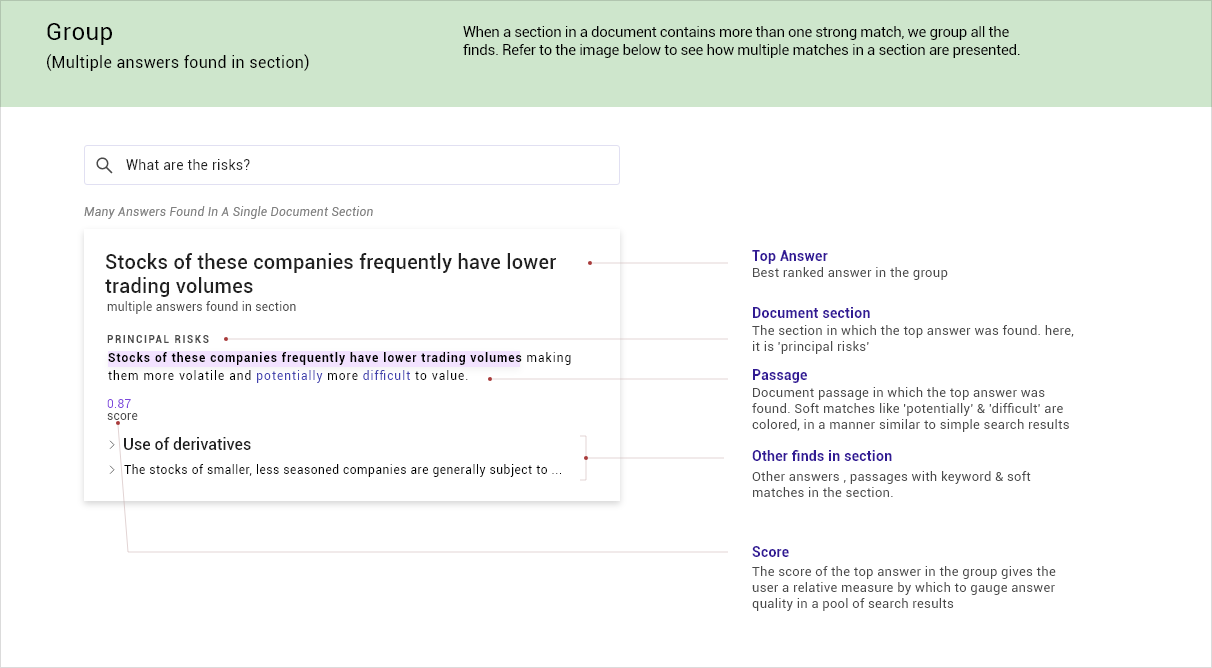 Group
(Multiple answers found in section)
When a section in a document contains more than one strong match, we group all the
finds. Refer to the image below to see how multiple matches in a section are presented.
What are the risks?
Many Answers Found In A Single Document Section
Stocks of these companies frequently have lower
trading volumes
multiple answers found in section
PRINCIPAL RISKS
Stocks of these companies frequently have lower trading volumes making
them more volatile and potentially more difficult to value.
0.87
score
Use of derivatives
The stocks of smaller, less seasoned companies are generally subject to ...
Top Answer
Best ranked answer in the group
Document section
The section in which the top answer was found. here,
it is 'principal risks’
Passage
Document passage in which the top answer was
found. Soft matches like 'potentially’ & 'difficult’ are
colored, in a manner similar to simple search results
Other finds in section
Other answers , passages with keyword & soft
matches in the section.
Score
The score of the top answer in the group gives the
user a relative measure by which to gauge answer
quality in a pool of search results